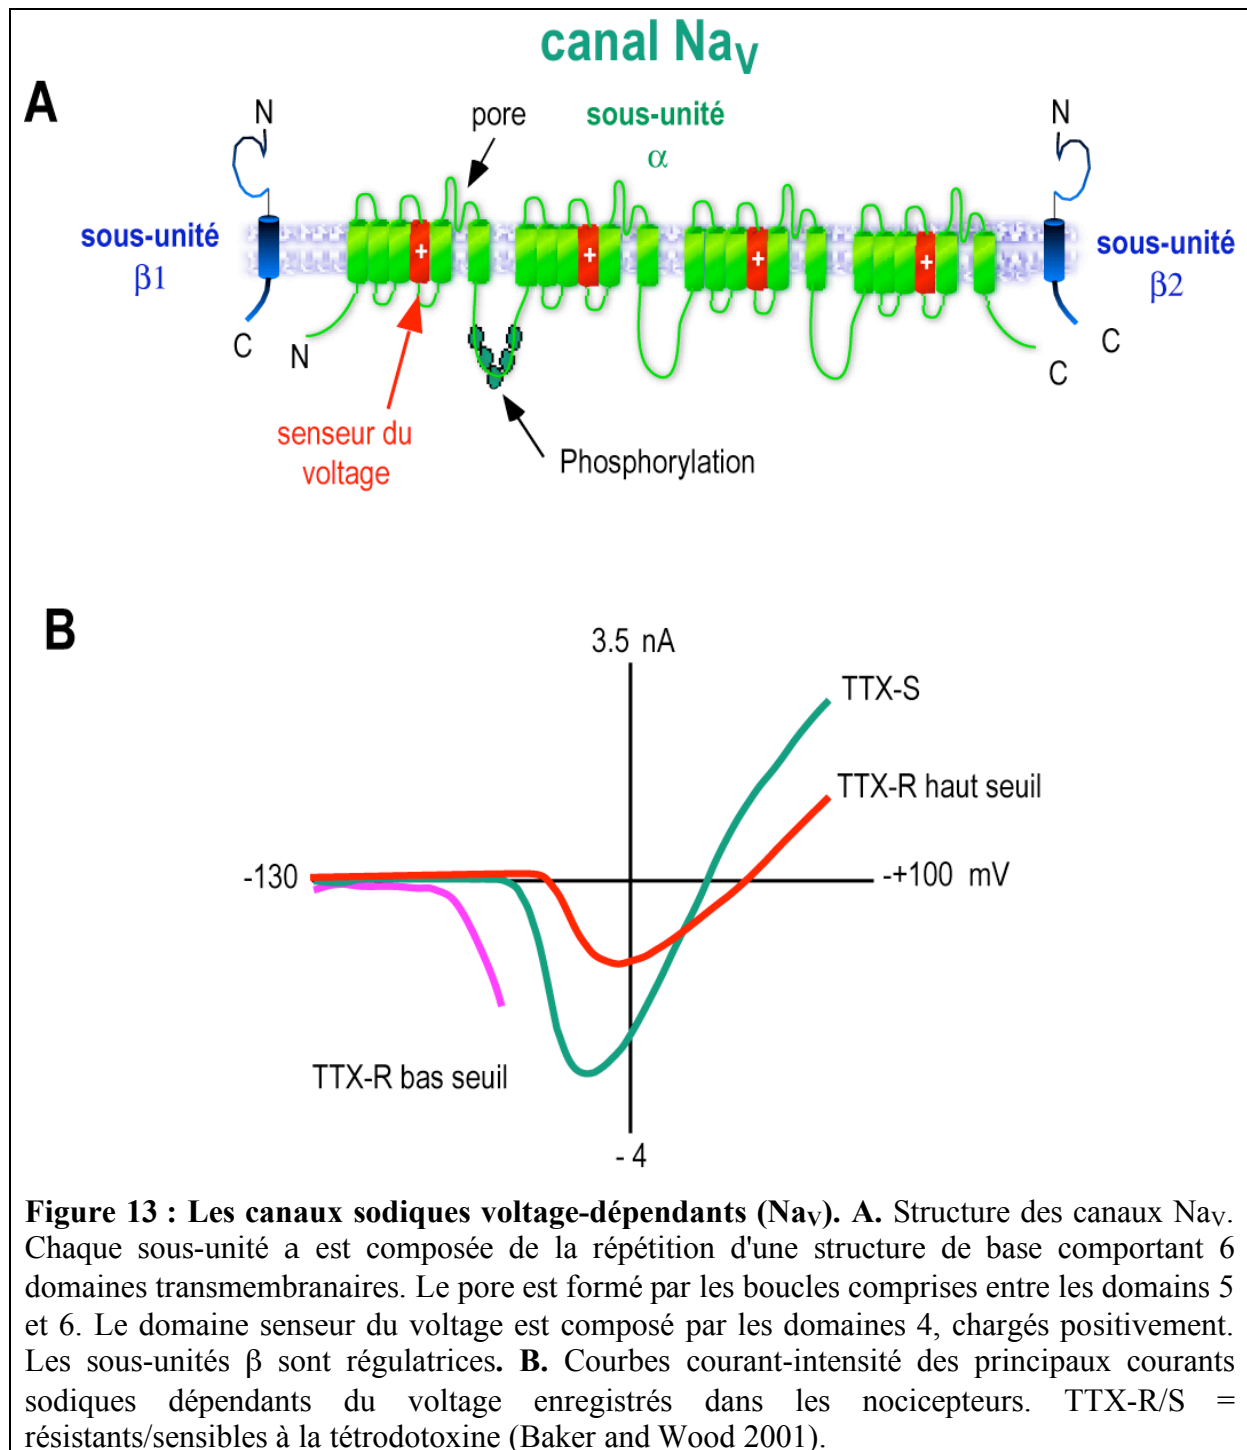 canal NaV
A
N
pore
sous-unité
α
N
sous-unité
β1
+
+
+
+
sous-unité
β2
C
N
C
C
senseur du
voltage
Phosphorylation
B
3.5 nA
TTX-S
TTX-R haut seuil
-130
-+100 mV
TTX-R bas seuil
- 4
Figure 13 : Les canaux sodiques voltage-dépendants (NaV). A. Structure des canaux NaV.
Chaque sous-unité a est composée de la répétition d'une structure de base comportant 6
domaines transmembranaires. Le pore est formé par les boucles comprises entre les domains 5
et 6. Le domaine senseur du voltage est composé par les domaines 4, chargés positivement.
Les sous-unités β sont régulatrices. B. Courbes courant-intensité des principaux courants
sodiques dépendants du voltage enregistrés dans les nocicepteurs. TTX-R/S =
résistants/sensibles à la tétrodotoxine (Baker and Wood 2001).